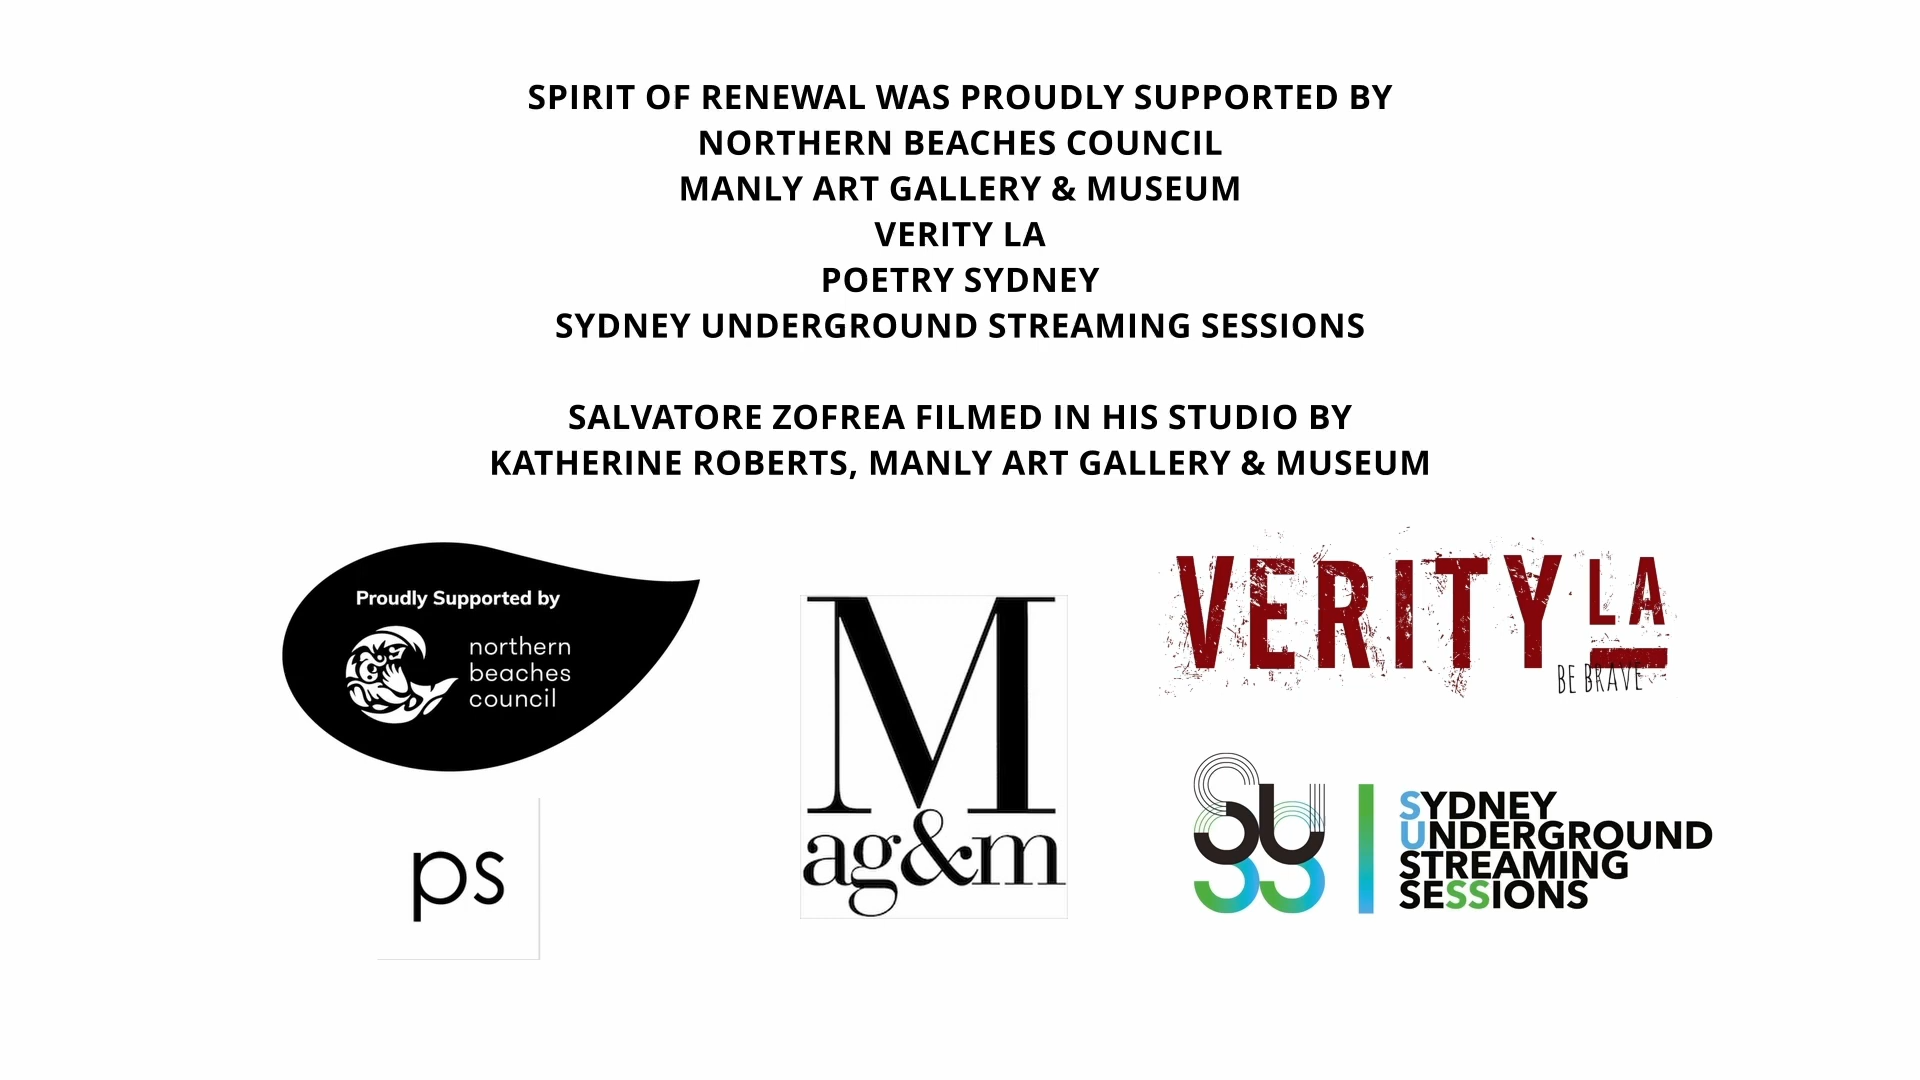 SPIRIT OF RENEWAL WAS PROUDLY SUPPORTED BY
NORTHERN BEACHES COUNCIL
MANLY ART GALLERY & MUSEUM
VERITY LA
POETRY SYDNEY
SYDNEY UNDERGROUND STREAMING SESSIONS
SALVATORE ZOFREA FILMED IN HIS STUDIO BY
KATHERINE ROBERTS, MANLY ART GALLERY & MUSEUM
Proudly Supported by
northern
beaches
council
ps
M
ag&m
VERITY LA
BE BRAVE
SUSS
SYDNEY
UNDERGROUND
STREAMING
SESSIONS